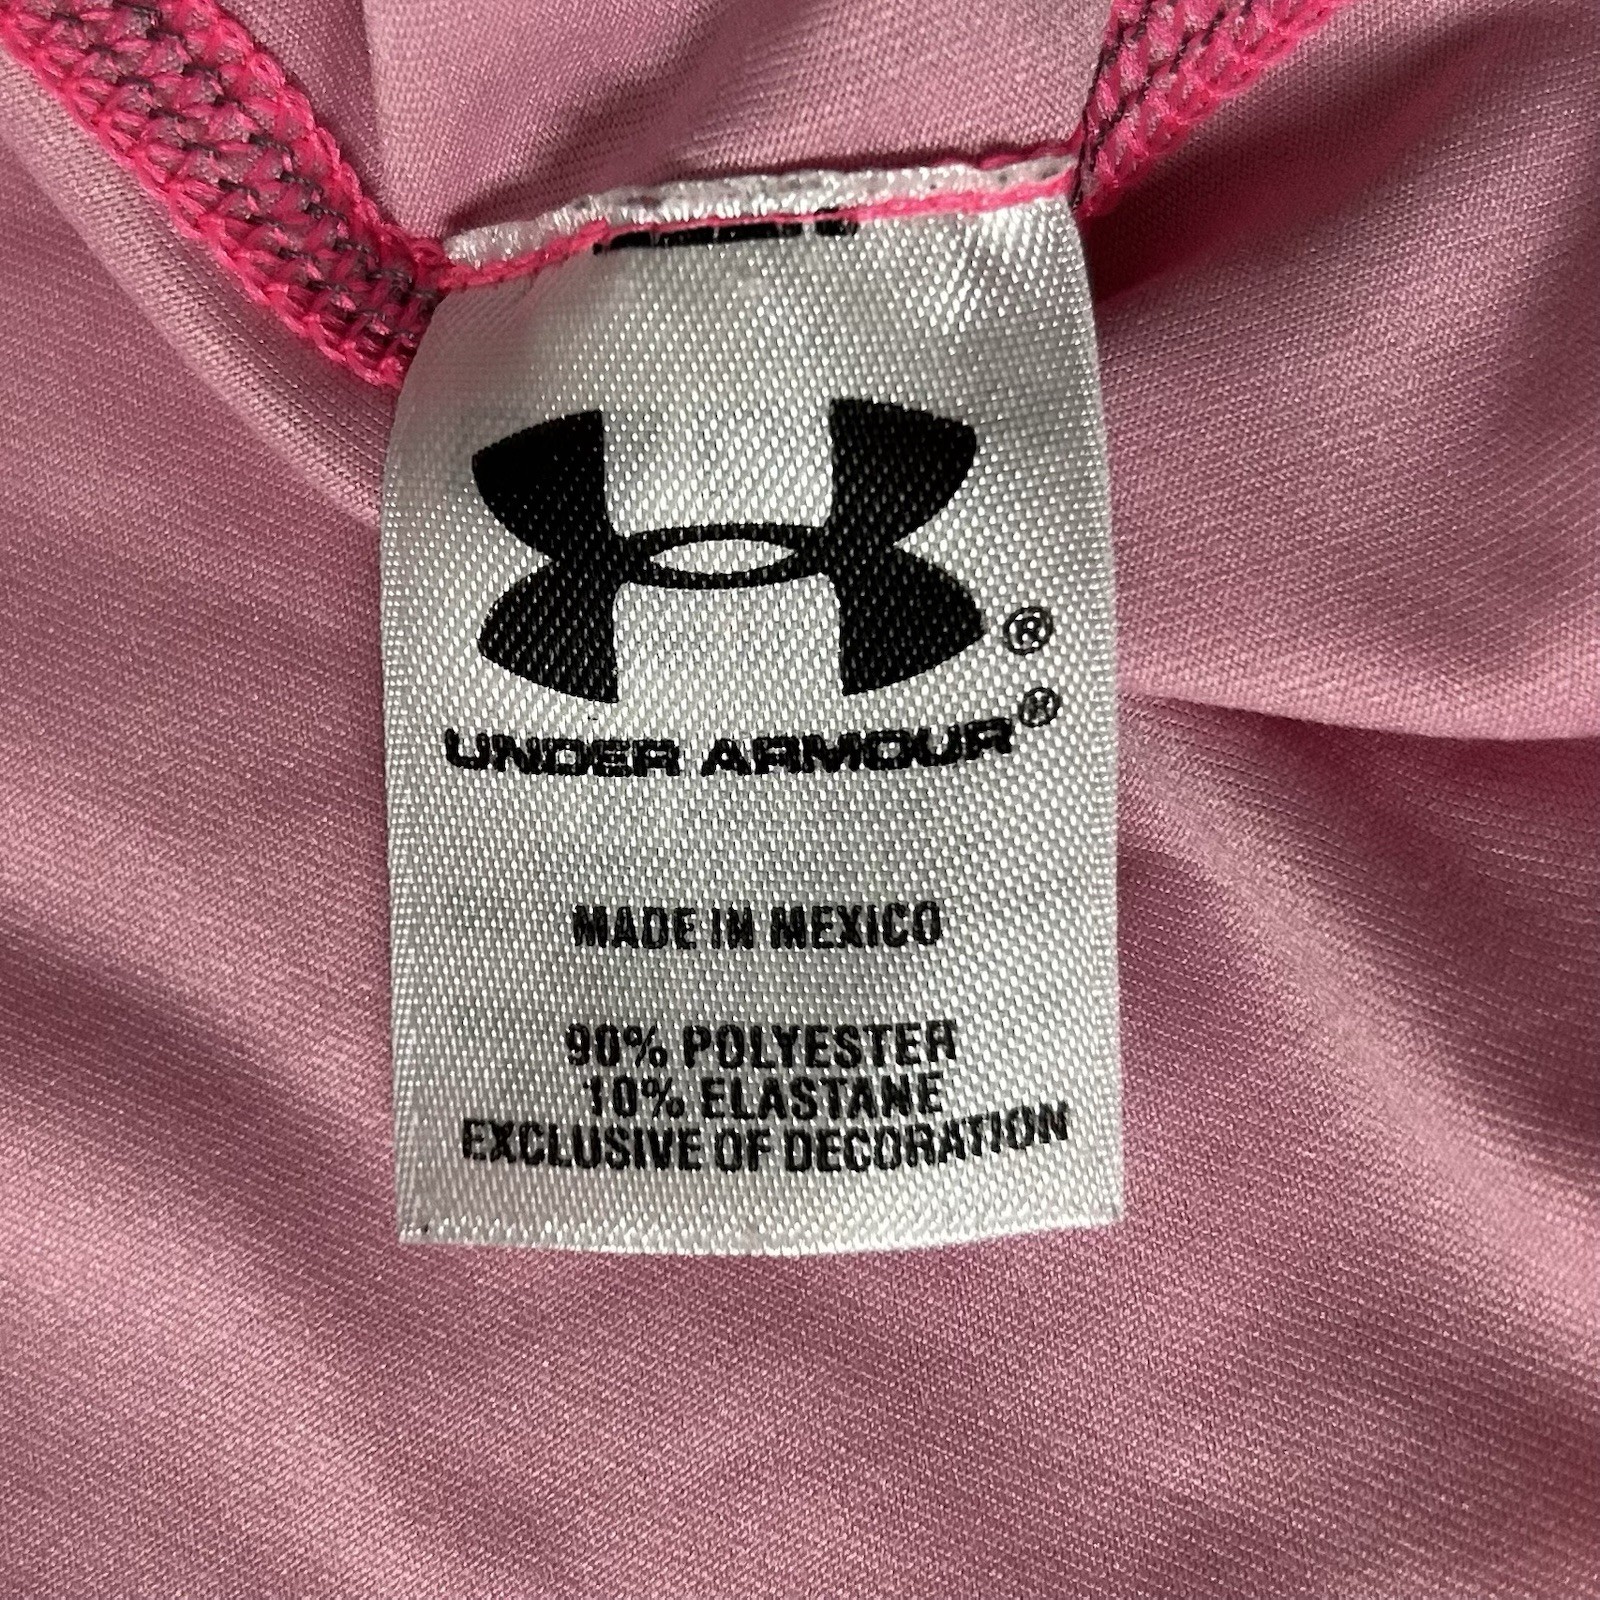 ®
UNDER ARMOUR®
MADE IN MEXICO
90% POLYESTER
10% ELASTANE
EXCLUSIVE OF DECORATION